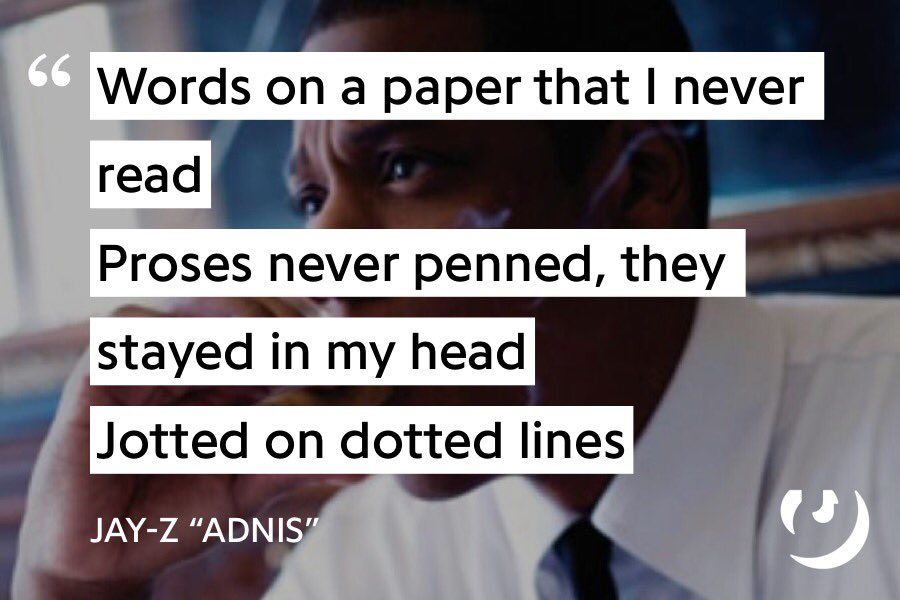 “
Words on a paper that I never
read
Proses never penned, they
stayed in my head
Jotted on dotted lines
JAY-Z “ADNIS”